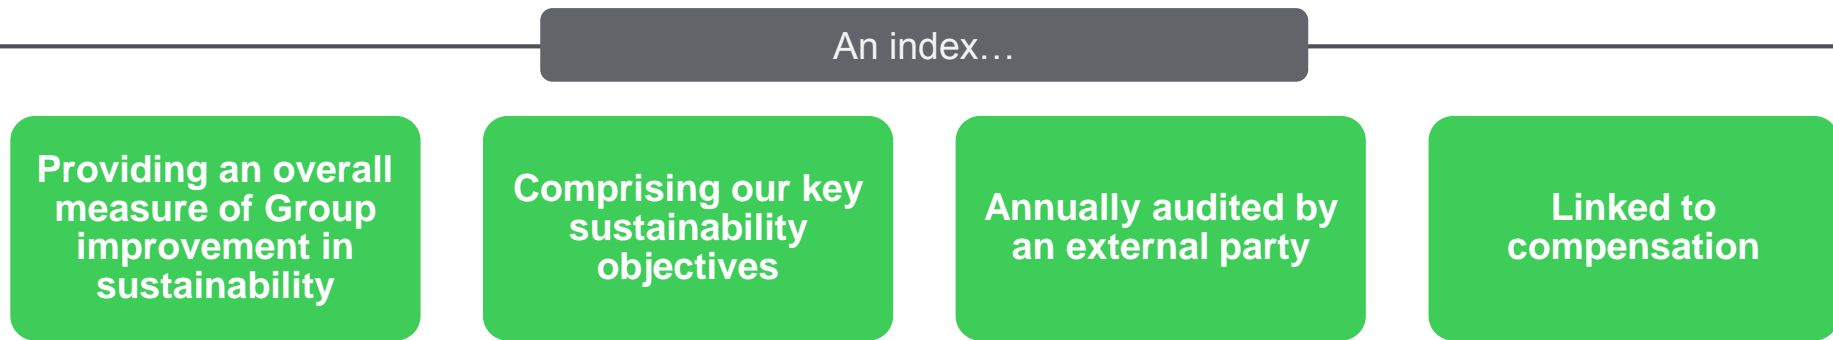 An index…
Providing an overall
measure of Group
improvement in
sustainability
Comprising our key
sustainability
objectives
Annually audited by
an external party
Linked to
compensation